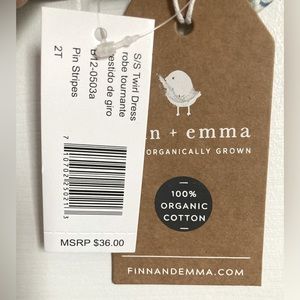 S/S Twirl Dress
robe tournante
vestido de giro
B12-0503a
Pin Stripes
2T
MSRP $36.00
n + emma
ORGANICALLY GROWN
100%
ORGANIC
COTTON
FINNANDEMMA.COM